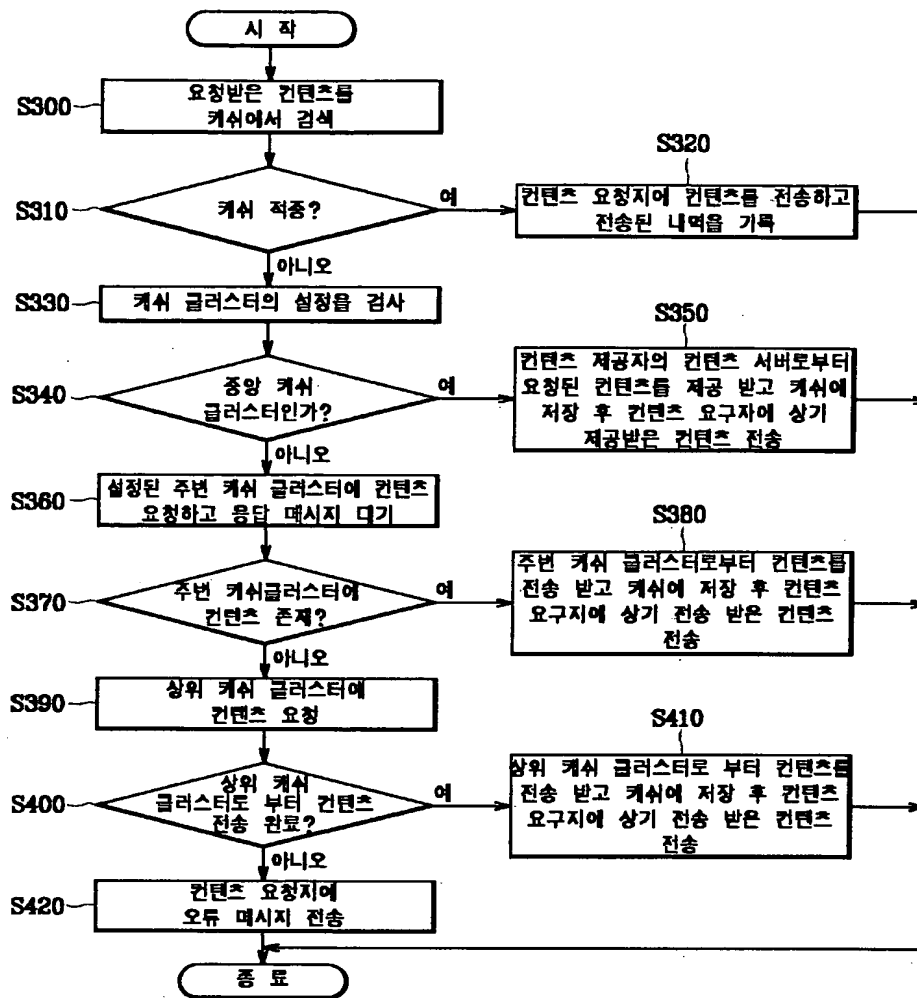 시 작
S300
요청받은 컨텐츠를
캐쉬에서 검색
S310
캐쉬 적중?
예
S320
컨텐츠 요청지에 컨텐츠를 전송하고
전송된 내역을 기록
아니오
S330
캐쉬 클러스터의 설정을 검사
S340
중앙 캐쉬
클러스터인가?
예
S350
컨텐츠 제공자의 컨텐츠 서버로부터
요청된 컨텐츠를 제공 받고 캐쉬에
저장 후 컨텐츠 요구자에 상기
제공받은 컨텐츠 전송
아니오
S360
설정된 주변 캐쉬 클러스터에 컨텐츠
요청하고 응답 메시지 대기
S370
주변 캐쉬클러스터에
컨텐츠 존재?
예
S380
주변 캐쉬 클러스터로부터 컨텐츠를
전송 받고 캐쉬에 저장 후 컨텐츠
요구지에 상기 전송 받은 컨텐츠
전송
아니오
S390
상위 캐쉬 클러스터에
컨텐츠 요청
S400
상위 캐쉬
클러스터로 부터 컨텐츠
전송 완료?
예
S410
상위 캐쉬 클러스터로 부터 컨텐츠를
전송 받고 캐쉬에 저장 후 컨텐츠
요구지에 상기 전송 받은 컨텐츠
전송
아니오
S420
컨텐츠 요청지에
오류 메시지 전송
종 료